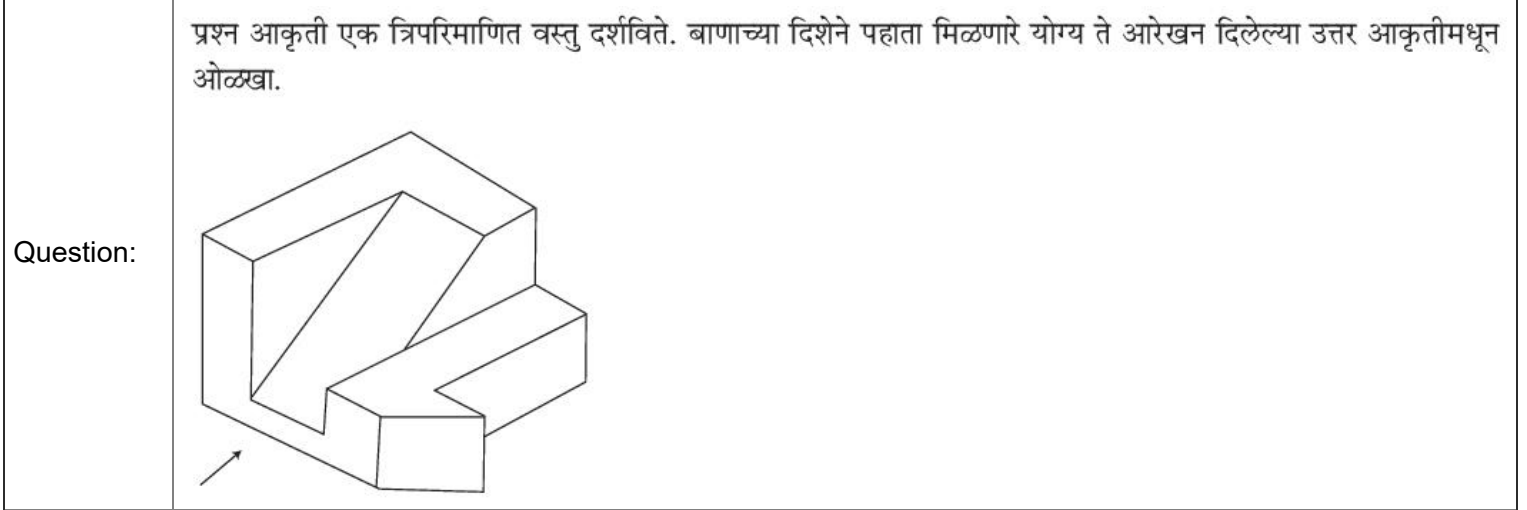 प्रश्न आकृती एक त्रिपरिमाणित वस्तु दर्शविते. बाणाच्या दिशेने पहाता मिळणारे योग्य ते आरेखन दिलेल्या उत्तर आकृतीमधून
ओळखा.
Question: